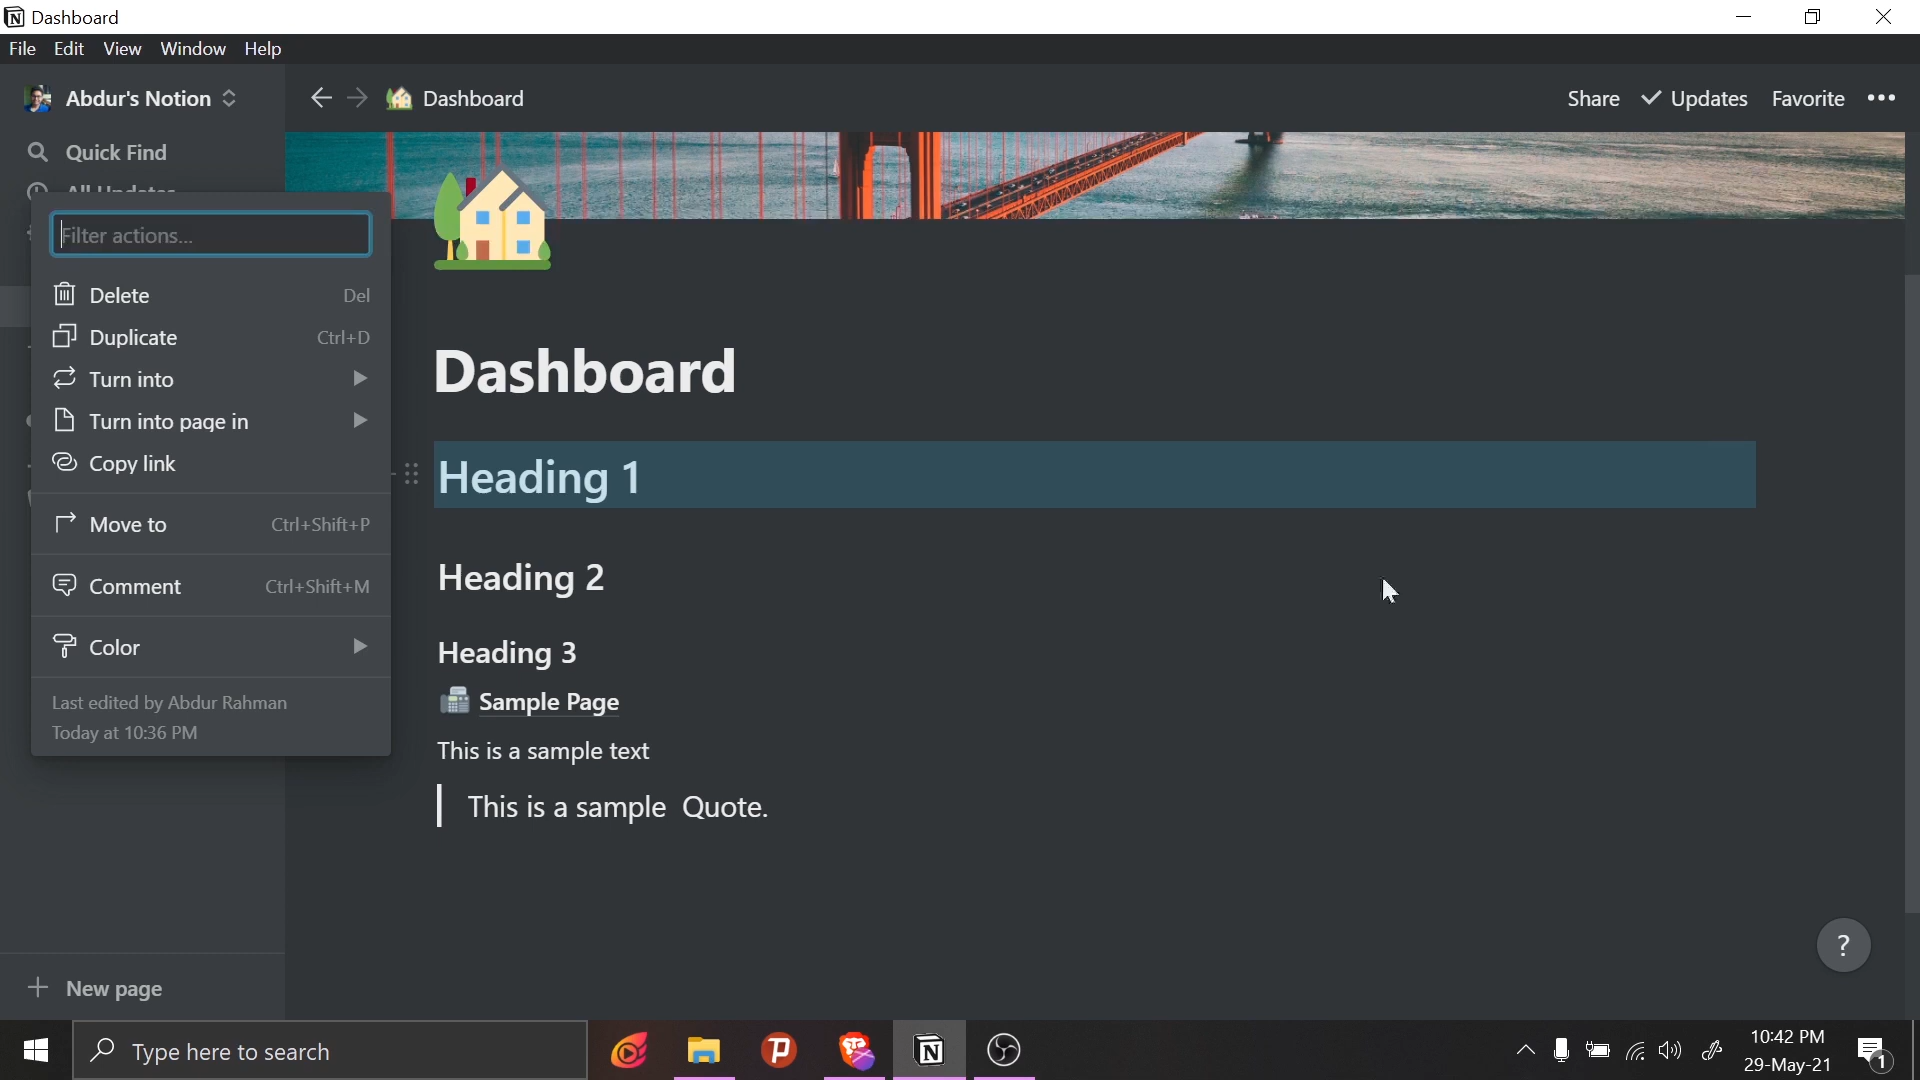 Dashboard
File Edit View Window Help
Abdur's Notion
Dashboard
Share Updates Favorite
Quick Find
All Updates
Filter actions...
Delete Del
Duplicate Ctrl+D
Turn into
Turn into page in
Copy link
Move to Ctrl+Shift+P
Comment Ctrl+Shift+M
Color
Last edited by Abdur Rahman
Today at 10:36 PM
New page
Dashboard
Heading 1
Heading 2
Heading 3
Sample Page
This is a sample text
This is a sample Quote.
?
Type here to search
10:42 PM
29-May-21
1